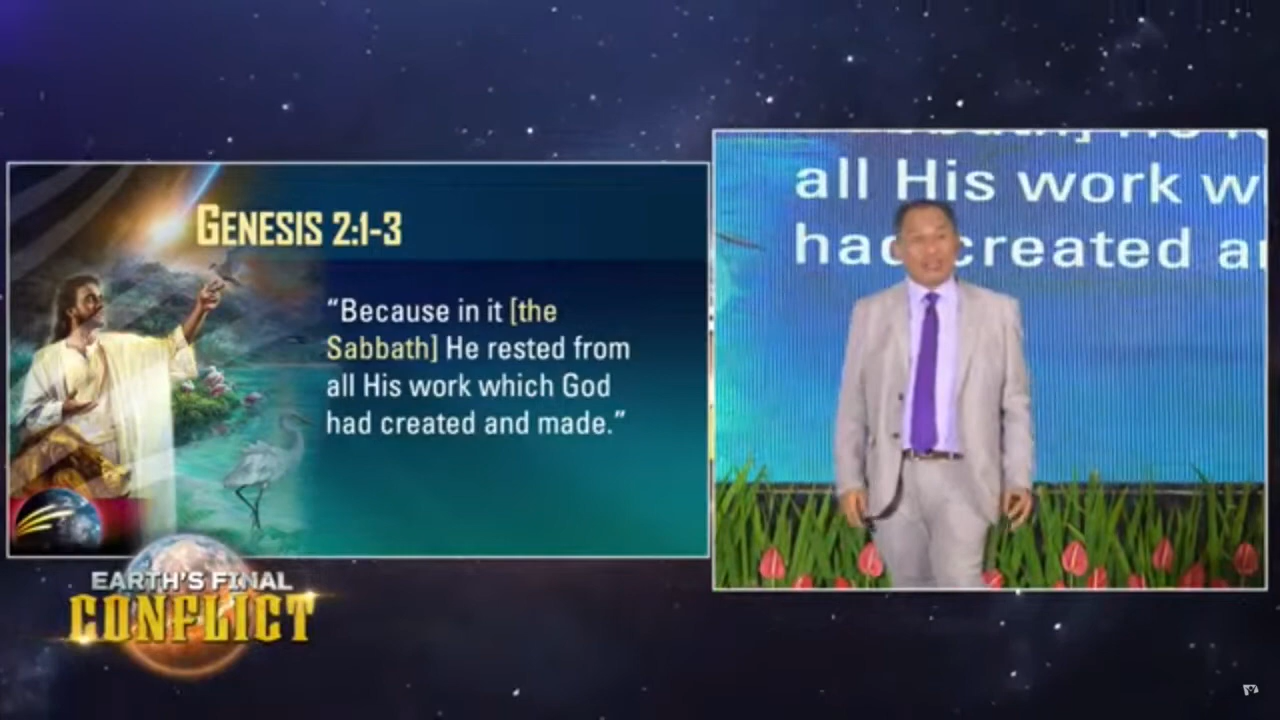 GENESIS 2:1-3
“Because in it [the
Sabbath] He rested from
all His work which God
had created and made.”
EARTH'S FINAL
CONFLICT
all His work w
had created a